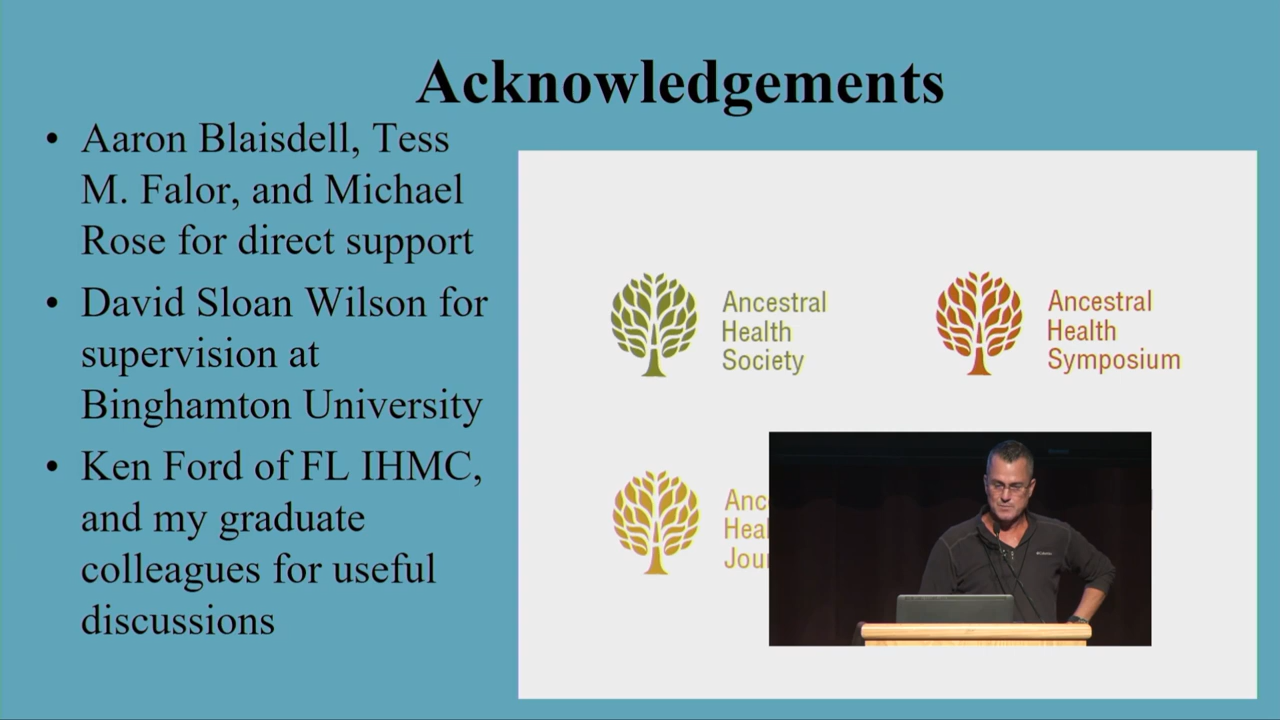 Acknowledgements
• Aaron Blaisdell, Tess
M. Falor, and Michael
Rose for direct support
• David Sloan Wilson for
supervision at
Binghamton University
• Ken Ford of FL IHMC,
and my graduate
colleagues for useful
discussions
Ancestral
Health
Society
Ancestral
Health
Symposium
Columbia